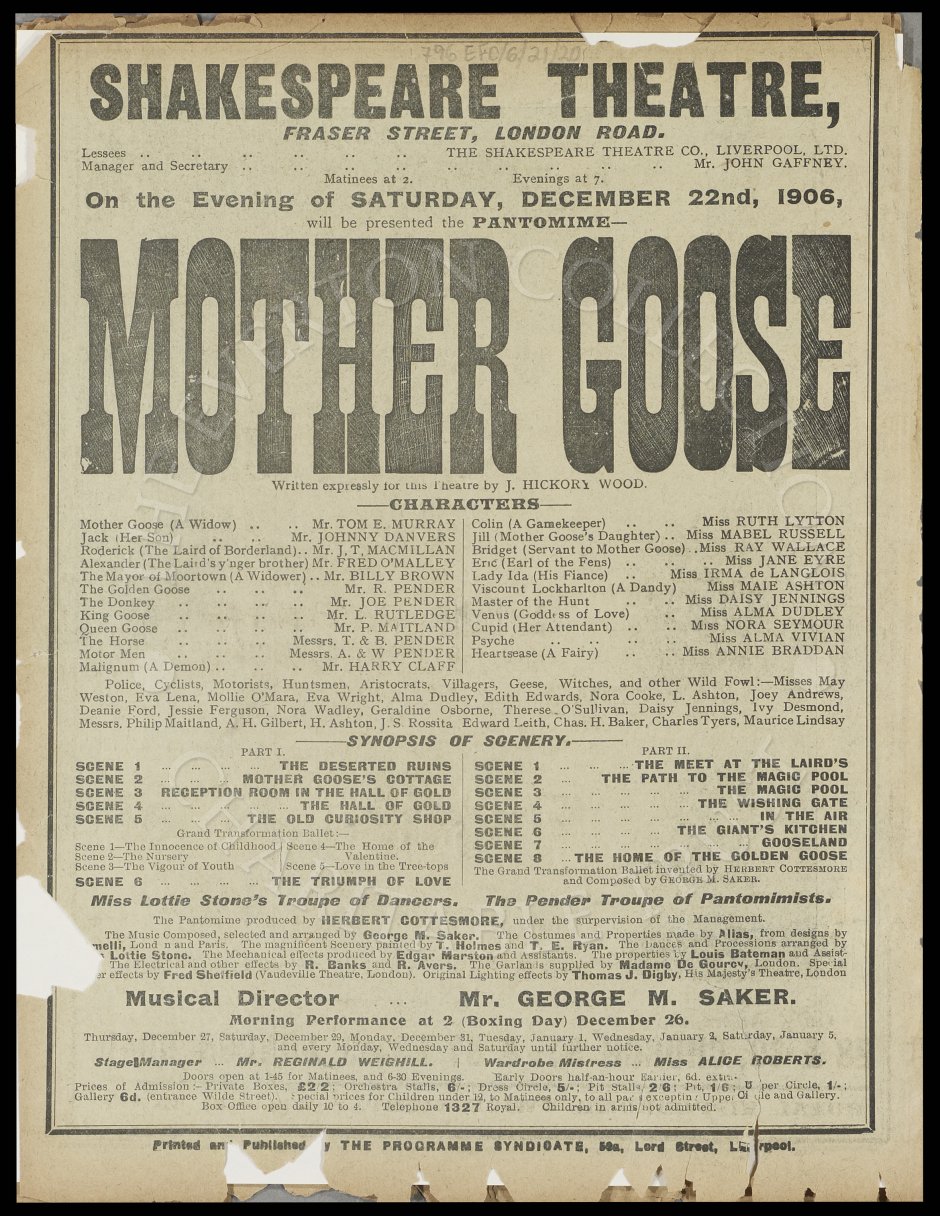 796 EFD/6/21/20
SHAKESPEARE THEATRE,
FRASER STREET, LONDON ROAD.
Lessees .. .. .. .. .. .. THE SHAKESPEARE THEATRE CO., LIVERPOOL, LTD.
Manager and Secretary .. .. .. .. .. .. .. .. .. Mr. JOHN GAFFNEY.
Matinees at 2. Evenings at 7.
On the Evening of SATURDAY, DECEMBER 22nd, 1906,
will be presented the PANTOMIME—
MOTHER GOOSE
Written expressly for this Theatre by J. HICKORY WOOD.
—CHARACTERS—
Mother Goose (A Widow) .. .. Mr. TOM E. MURRAY
Jack (Her Son) .. .. Mr. JOHNNY DANVERS
Roderick (The Laird of Borderland) .. Mr. J, T, MACMILLAN
Alexander (The Laird's y'nger brother) Mr. FRED O'MALLEY
The Mayor of Moortown (A Widower) .. Mr. BILLY BROWN
The Golden Goose .. .. .. .. Mr. R. PENDER
The Donkey .. .. .. .. Mr. JOE PENDER
King Goose .. .. .. .. Mr. L. RUTLEDGE
Queen Goose .. .. .. .. Mr. P. MAITLAND
The Horse .. .. .. Messrs. T. & B. PENDER
Motor Men .. .. .. Messrs. A. & W PENDER
Malignum (A Demon) .. .. .. Mr. HARRY CLAFF
Colin (A Gamekeeper) .. .. Miss RUTH LYTTON
Jill (Mother Goose's Daughter) .. Miss MABEL RUSSELL
Bridget (Servant to Mother Goose) .. Miss RAY WALLACE
Eric (Earl of the Fens) .. .. .. Miss JANE EYRE
Lady Ida (His Fiance) .. Miss IRMA de LANGLOIS
Viscount Lockharlton (A Dandy) Miss MAIE ASHTON
Master of the Hunt .. .. Miss DAISY JENNINGS
Venus (Goddess of Love) .. .. Miss ALMA DUDLEY
Cupid (Her Attendant) .. .. Miss NORA SEYMOUR
Psyche .. .. .. .. Miss ALMA VIVIAN
Heartsease (A Fairy) .. .. Miss ANNIE BRADDAN
Police, Cyclists, Motorists, Huntsmen, Aristocrats, Villagers, Geese, Witches, and other Wild Fowl:—Misses May
Weston, Eva Lena, Mollie O'Mara, Eva Wright, Alma Dudley, Edith Edwards, Nora Cooke, L. Ashton, Joey Andrews,
Deanie Ford, Jessie Ferguson, Nora Wadley, Geraldine Osborne, Therese O'Sullivan, Daisy Jennings, Ivy Desmond,
Messrs. Philip Maitland, A. H. Gilbert, H. Ashton, J. S. Rossita Edward Leith, Chas. H. Baker, Charles Tyers, Maurice Lindsay
—SYNOPSIS OF SCENERY.—
PART I.
SCENE 1 ... ... ... ... THE DESERTED RUINS
SCENE 2 ... ... ... MOTHER GOOSE'S COTTAGE
SCENE 3 RECEPTION ROOM IN THE HALL OF GOLD
SCENE 4 ... ... ... ... THE HALL OF GOLD
SCENE 5 ... ... ... THE OLD CURIOSITY SHOP
Grand Transformation Ballet:—
Scene 1—The Innocence of Childhood
Scene 2—The Nursery
Scene 3—The Vigour of Youth
Scene 4—The Home of the
Valentine.
Scene 5—Love in the Tree-tops
SCENE 6 ... ... ... ... THE TRIUMPH OF LOVE
PART II.
SCENE 1 ... ... ... THE MEET AT THE LAIRD'S
SCENE 2 ... THE PATH TO THE MAGIC POOL
SCENE 3 ... ... ... ... ... THE MAGIC POOL
SCENE 4 ... ... ... ... THE WISHING GATE
SCENE 5 ... ... ... ... ... ... IN THE AIR
SCENE 6 ... ... ... ... THE GIANT'S KITCHEN
SCENE 7 ... ... ... ... ... ... GOOSELAND
SCENE 8 ... THE HOME OF THE GOLDEN GOOSE
The Grand Transformation Ballet invented by HERBERT COTTESMORE
and Composed by GEORGE M. SAKER.
Miss Lottie Stone's Troupe of Dancers. The Pender Troupe of Pantomimists.
The Pantomime produced by HERBERT COTTESMORE, under the surpervision of the Management.
The Music Composed, selected and arranged by George M. Saker. The Costumes and Properties made by Alias, from designs by
melli, Lond n and Paris. The magnificent Scenery painted by T. Holmes and T. E. Ryan. The Dances and Processions arranged by
Lottie Stone. The Mechanical effects produced by Edgar Marston and Assistants. The properties by Louis Bateman and Assist-
The Electrical and other effects by R. Banks and R. Avers. The Garlands supplied by Madame De Gourcy, London. Special
er effects by Fred Sheffield (Vaudeville Theatre, London). Original Lighting effects by Thomas J. Digby, His Majesty's Theatre, London
Musical Director ... Mr. GEORGE M. SAKER.
Morning Performance at 2 (Boxing Day) December 26.
Thursday, December 27, Saturday, December 29, Monday, December 31, Tuesday, January 1, Wednesday, January 2, Saturday, January 5,
and every Monday, Wednesday and Saturday until further notice.
Stage Manager ... Mr. REGINALD WEIGHILL. Wardrobe Mistress ... Miss ALICE ROBERTS.
Doors open at 1-45 for Matinees, and 6-30 Evenings. Early Doors half-an-hour Earlier, 6d. extra.
Prices of Admission:—Private Boxes, £2 2; Orchestra Stalls, 6/-; Dress Circle, 5/-; Pit Stalls 2/6; Pit, 1/6; U per Circle, 1/-;
Gallery 6d. (entrance Wilde Street). Special prices for Children under 12, to Matinees only, to all parts excepting Upper Circle and Gallery.
Box Office open daily 10 to 4. Telephone 1327 Royal. Children in arms not admitted.
Printed and Published by THE PROGRAMME SYNDICATE, 59a, Lord Street, Liverpool.
THE EVERTON COLLECTION